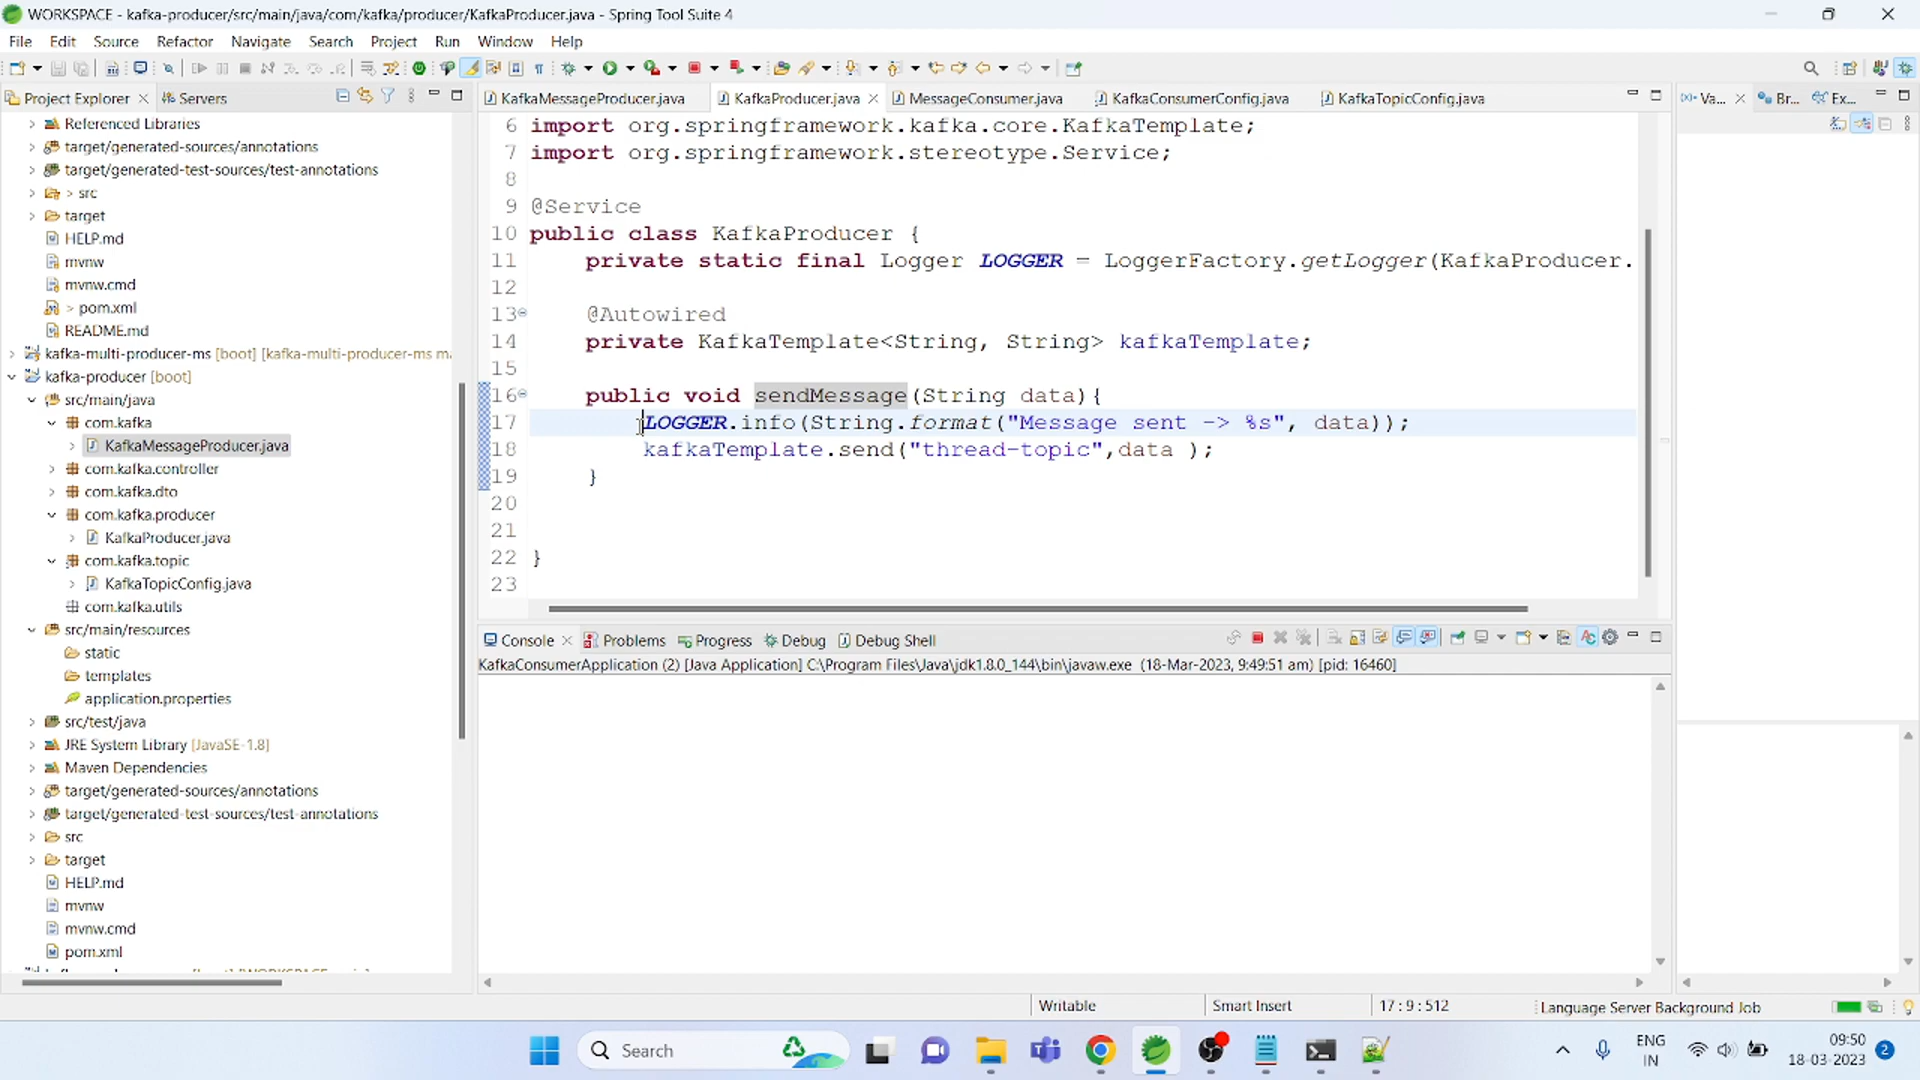 WORKSPACE - kafka-producer/src/main/java/com/kafka/producer/KafkaProducer.java - Spring Tool Suite 4
File Edit Source Refactor Navigate Search Project Run Window Help
Project Explorer Servers
Referenced Libraries
target/generated-sources/annotations
target/generated-test-sources/test-annotations
> src
target
HELP.md
mvnw
mvnw.cmd
> pom.xml
README.md
kafka-multi-producer-ms [boot] [kafka-multi-producer-ms ma
kafka-producer [boot]
src/main/java
com.kafka
KafkaMessageProducer.java
com.kafka.controller
com.kafka.dto
com.kafka.producer
KafkaProducer.java
com.kafka.topic
KafkaTopicConfig.java
com.kafka.utils
src/main/resources
static
templates
application.properties
src/test/java
JRE System Library [JavaSE-1.8]
Maven Dependencies
target/generated-sources/annotations
target/generated-test-sources/test-annotations
src
target
HELP.md
mvnw
mvnw.cmd
pom.xml
KafkaMessageProducer.java KafkaProducer.java MessageConsumer.java KafkaConsumerConfig.java KafkaTopicConfig.java
6 import org.springframework.kafka.core.KafkaTemplate;
7 import org.springframework.stereotype.Service;
8
9 @Service
10 public class KafkaProducer {
11 private static final Logger LOGGER = LoggerFactory.getLogger(KafkaProducer.
12
13 @Autowired
14 private KafkaTemplate<String, String> kafkaTemplate;
15
16 public void sendMessage(String data){
17 LOGGER.info(String.format("Message sent -> %s", data));
18 kafkaTemplate.send("thread-topic",data );
19 }
20
21
22 }
23
Console Problems Progress Debug Debug Shell
KafkaConsumerApplication (2) [Java Application] C:\Program Files\Java\jdk1.8.0_144\bin\javaw.exe (18-Mar-2023, 9:49:51 am) [pid: 16460]
Va... Br... Ex...
Writable Smart Insert 17 : 9 : 512 Language Server Background Job
Search
ENG
IN
09:50
18-03-2023
2